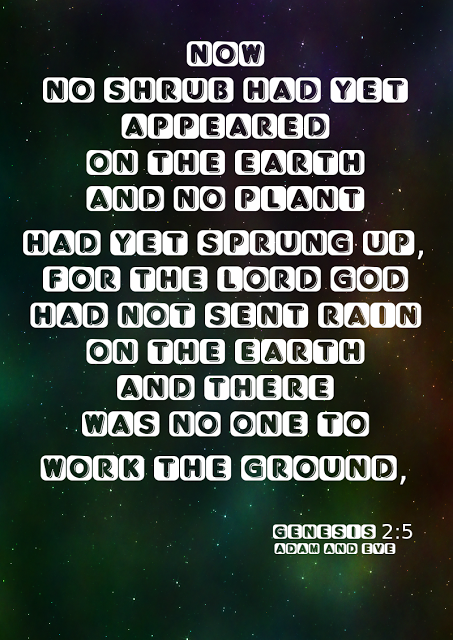 NOW
NO SHRUB HAD YET
APPEARED
ON THE EARTH
AND NO PLANT
HAD YET SPRUNG UP,
FOR THE LORD GOD
HAD NOT SENT RAIN
ON THE EARTH
AND THERE
WAS NO ONE TO
WORK THE GROUND,
GENESIS 2:5
ADAM AND EVE